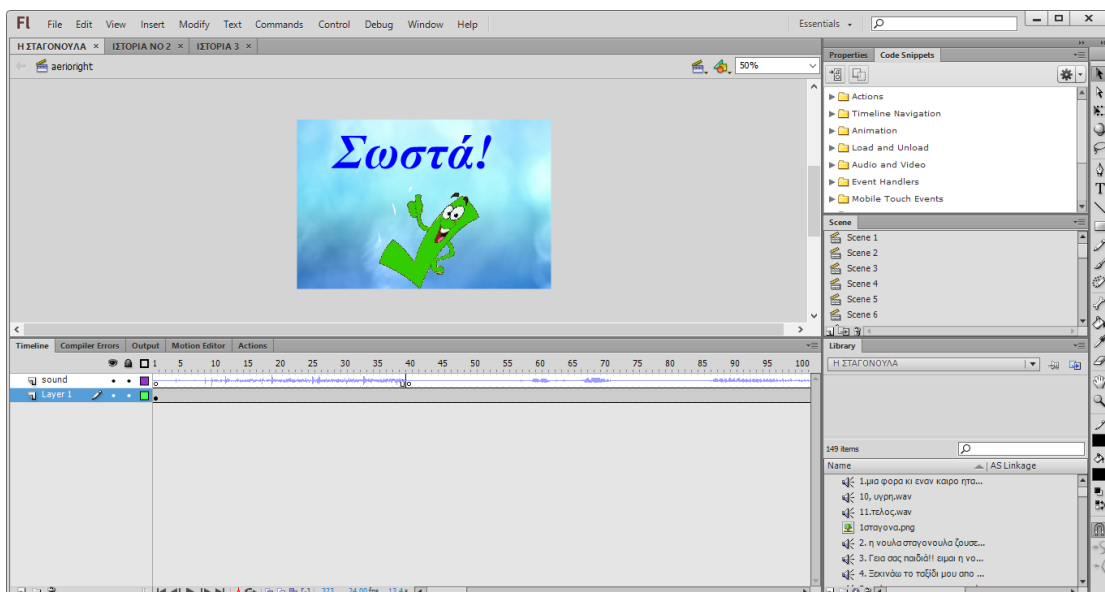 Fl File Edit View Insert Modify Text Commands Control Debug Window Help Essentials
Η ΣΤΑΓΟΝΟΥΛΑ × ΙΣΤΟΡΙΑ ΝΟ 2 × ΙΣΤΟΡΙΑ 3 ×
aerioright 50%
Σωστά!
Properties Code Snippets
Actions
Timeline Navigation
Animation
Load and Unload
Audio and Video
Event Handlers
Mobile Touch Events
Scene
Scene 1
Scene 2
Scene 3
Scene 4
Scene 5
Scene 6
Timeline Compiler Errors Output Motion Editor Actions
1 5 10 15 20 25 30 35 40 45 50 55 60 65 70 75 80 85 90 95 100
sound
Layer 1
373 24.00 fps
Library
Η ΣΤΑΓΟΝΟΥΛΑ
149 items
Name AS Linkage
1.μια φορα κι εναν καιρο ητα...
10, υγρη.wav
11.τελος.wav
1σταγονα.png
2. η νουλα σταγονουλα ζουσε...
3. Γεια σας παιδιά!! ειμαι η νο...
4. Ξεκινάω το ταξίδι μου απο ...